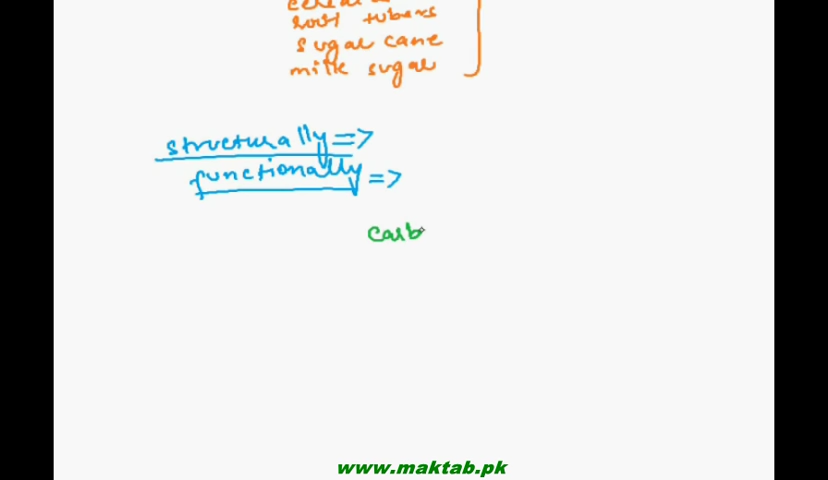 root tubers
sugar cane
milk sugar
structurally =>
functionally =>
carb
www.maktab.pk